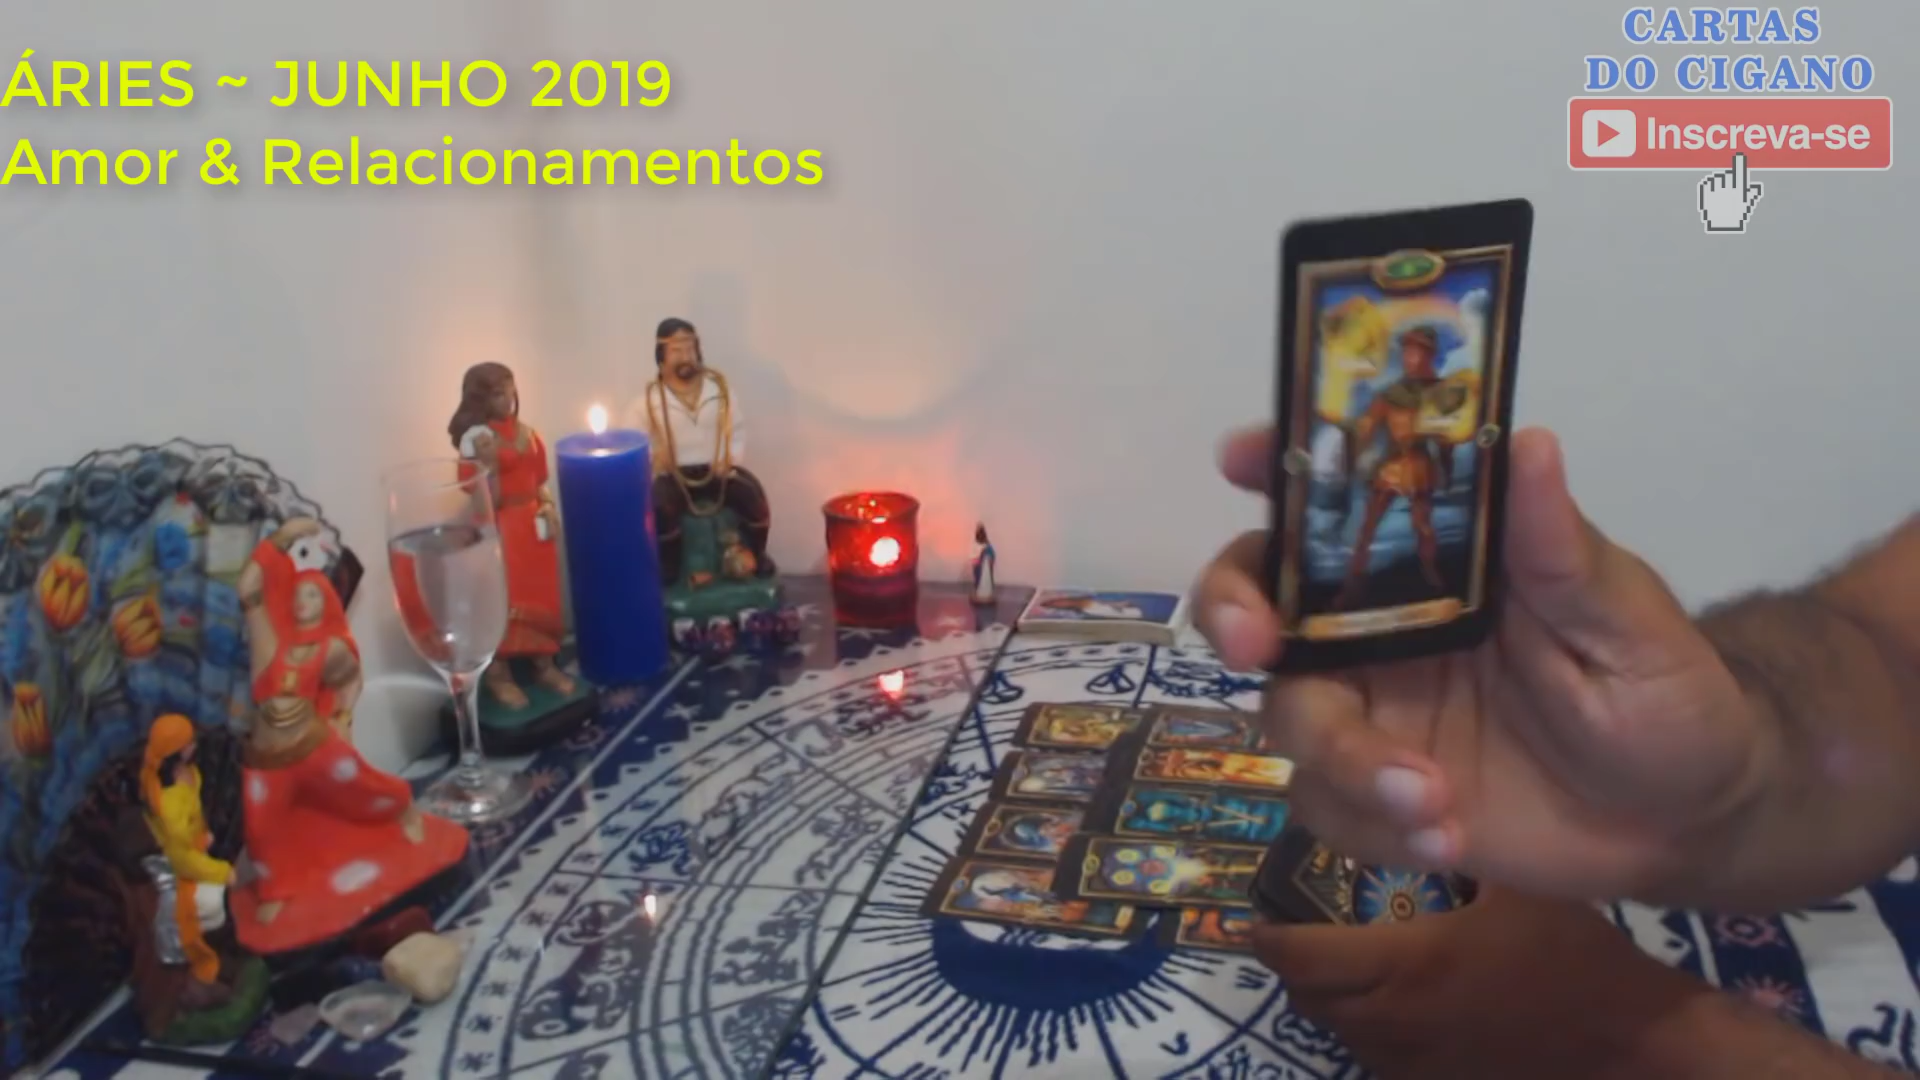 ÁRIES ~ JUNHO 2019
Amor & Relacionamentos
CARTAS
DO CIGANO
Inscreva-se